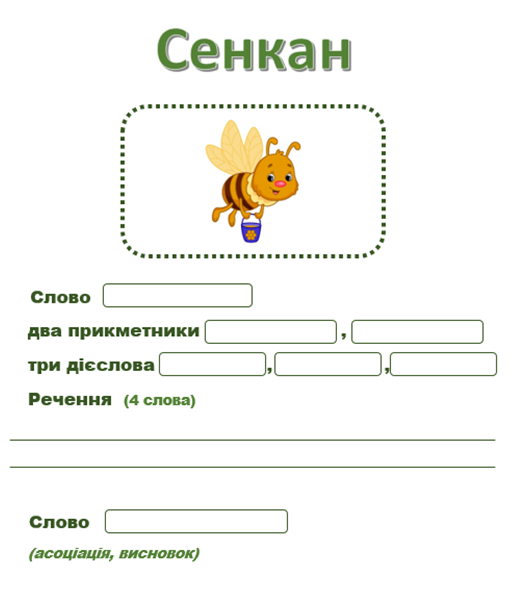 Сенкан
Слово
два прикметники , 
три дієслова , ,
Речення (4 слова)
Слово
(асоціація, висновок)